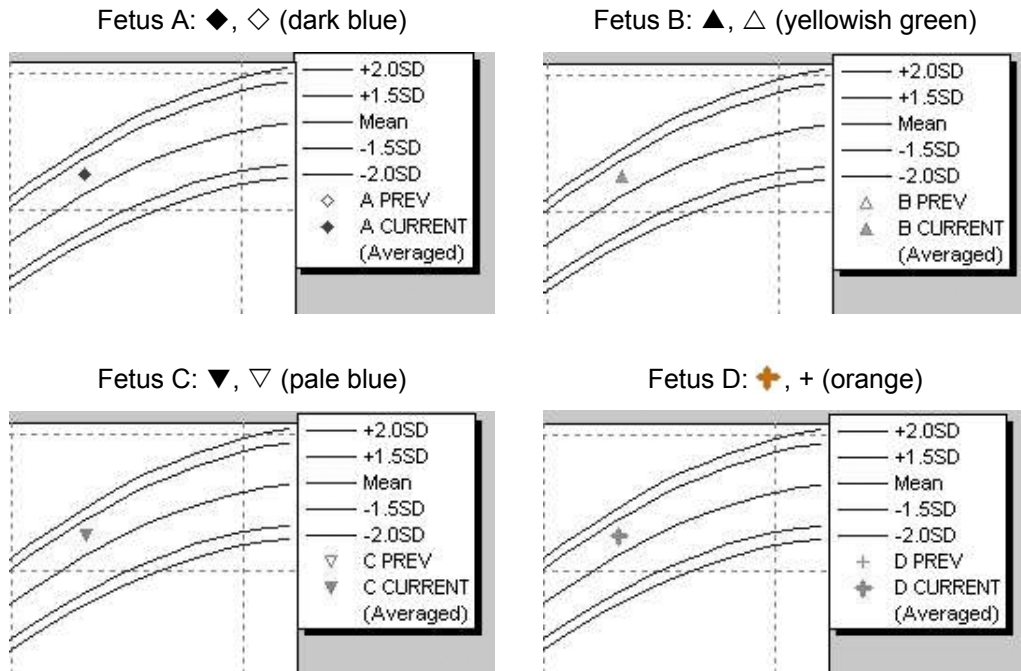 Fetus A: ◆, ◇ (dark blue)
+2.0SD
+1.5SD
Mean
-1.5SD
-2.0SD
◇ A PREV
◆ A CURRENT
(Averaged)
Fetus B: ▲, △ (yellowish green)
+2.0SD
+1.5SD
Mean
-1.5SD
-2.0SD
△ B PREV
▲ B CURRENT
(Averaged)
Fetus C: ▼, ▽ (pale blue)
+2.0SD
+1.5SD
Mean
-1.5SD
-2.0SD
▽ C PREV
▼ C CURRENT
(Averaged)
Fetus D: ✚, + (orange)
+2.0SD
+1.5SD
Mean
-1.5SD
-2.0SD
+ D PREV
✚ D CURRENT
(Averaged)